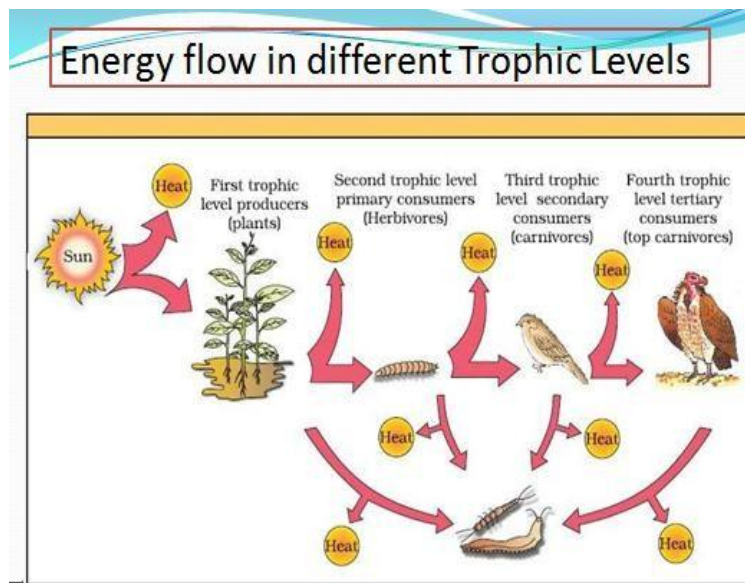 Energy flow in different Trophic Levels
Heat
First trophic
level producers
(plants)
Second trophic level
primary consumers
(Herbivores)
Third trophic
level secondary
consumers
(carnivores)
Fourth trophic
level tertiary
consumers
(top carnivores)
Sun
Heat
Heat
Heat
Heat
Heat
Heat
Heat